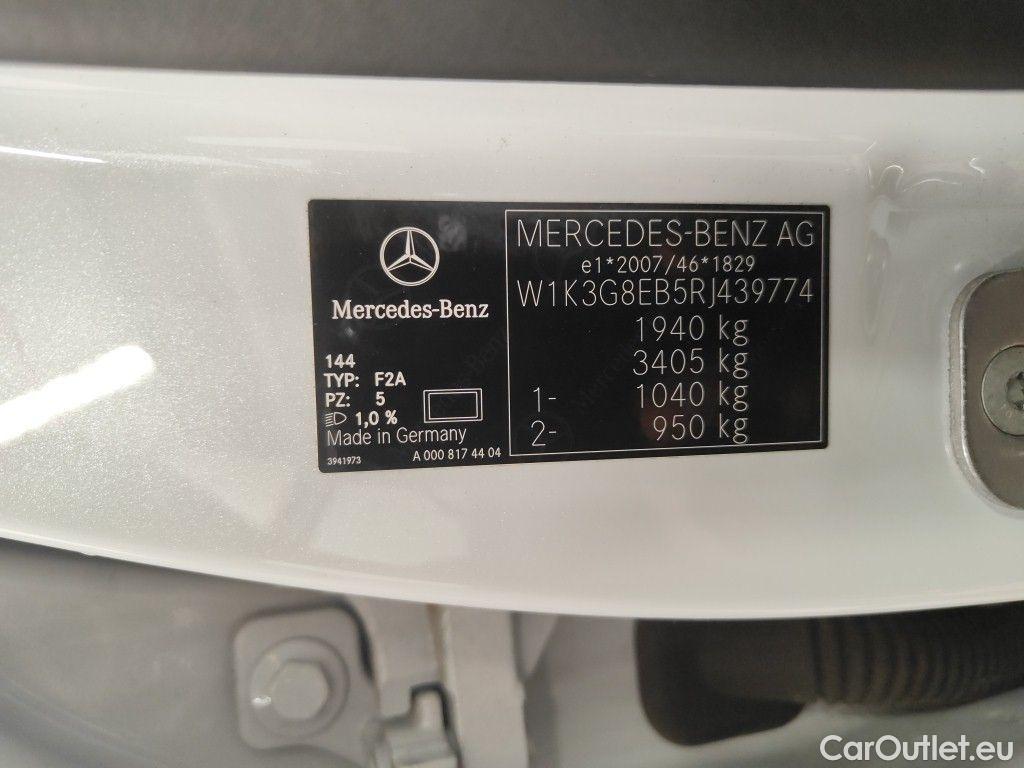 Mercedes-Benz
144
TYP: F2A
PZ: 5
1,0 %
Made in Germany
3941973
A 000 817 44 04
MERCEDES-BENZ AG
e1*2007/46*1829
W1K3G8EB5RJ439774
1940 kg
3405 kg
1- 1040 kg
2- 950 kg
CarOutlet.eu